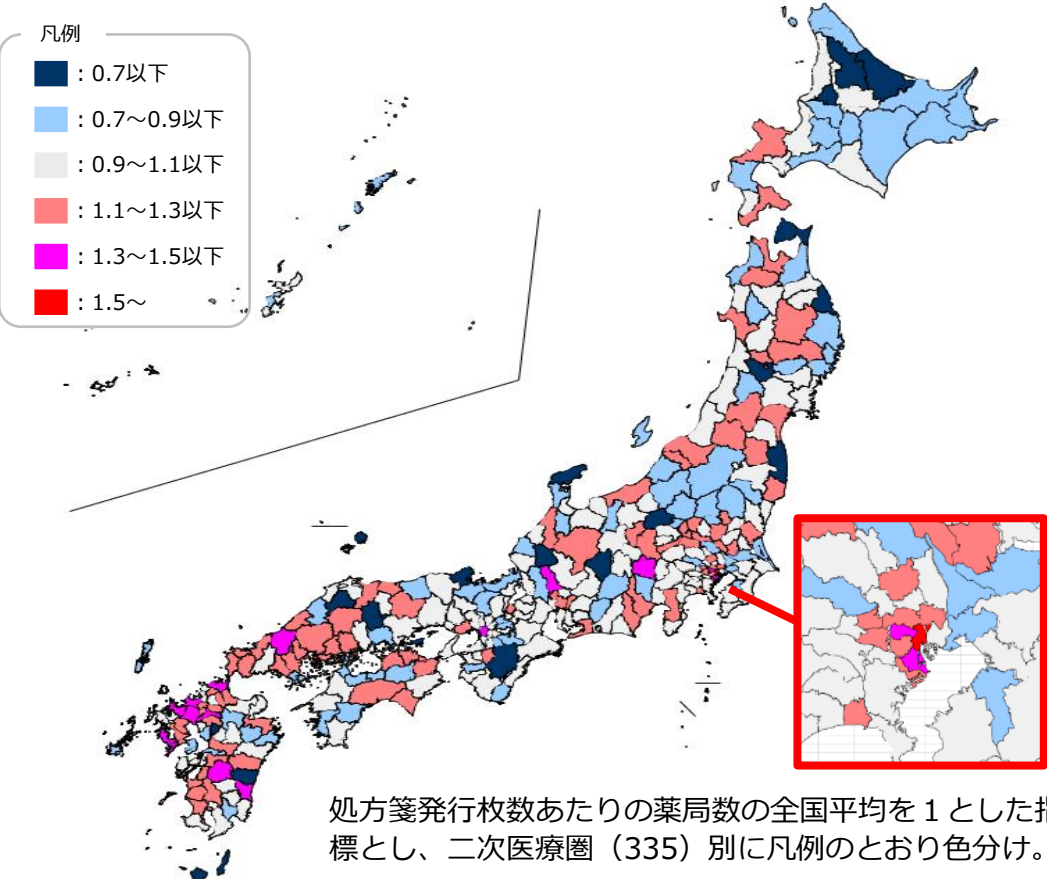 凡例
：0.7以下
：0.7～0.9以下
：0.9～1.1以下
：1.1～1.3以下
：1.3～1.5以下
：1.5～
処方箋発行枚数あたりの薬局数の全国平均を１とした指
標とし、二次医療圏（335）別に凡例のとおり色分け。